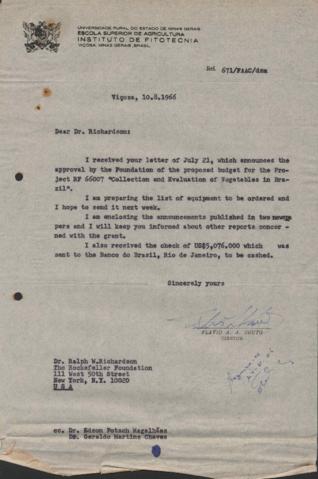 UNIVERSIDADE RURAL DO ESTADO DE MINAS GERAIS
ESCOLA SUPERIOR DE AGRICULTURA
INSTITUTO DE FITOTECNIA
VIÇOSA, MINAS GERAIS, BRASIL
Ref 671/FAAC/dsm
Viçosa, 10.8.1966
Dear Dr. Richardson:
I received your letter of July 21, which announces the
approval by the Foundation of the proposed budget for the Pro-
ject RF 66007 "Collection and Evaluation of Vegetables in Bra-
zil".
I am preparing the list of equipment to be ordered and
I hope to send it next week.
I am enclosing the announcements published in two newspa
pers and I will keep you informed about other reports concer -
ned with the grant.
I also received the check of US$5,076,000 which was
sent to the Banco do Brazil, Rio de Janeiro, to be cashed.
Sincerely yours
FLAVIO A. A. COUTO
DIRECTOR
Dr. Ralph W.Richardson
The Rockefeller Foundation
111 West 50th Street
New York, N.Y. 10020
U S A
cc. Dr. Edson Potsch Magalhães
Dr. Geraldo Martins Chaves